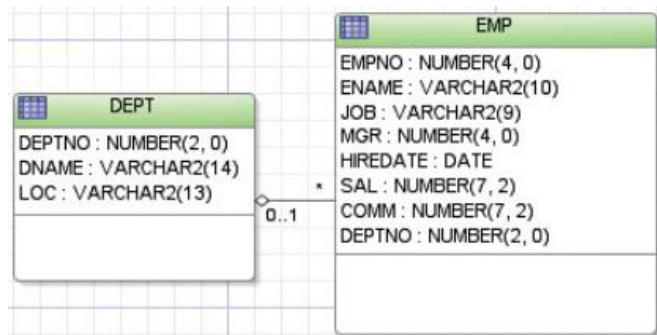 DEPT
DEPTNO : NUMBER(2, 0)
DNAME : VARCHAR2(14)
LOC : VARCHAR2(13)
0..1
*
EMP
EMPNO : NUMBER(4, 0)
ENAME : VARCHAR2(10)
JOB : VARCHAR2(9)
MGR : NUMBER(4, 0)
HIREDATE : DATE
SAL : NUMBER(7, 2)
COMM : NUMBER(7, 2)
DEPTNO : NUMBER(2, 0)